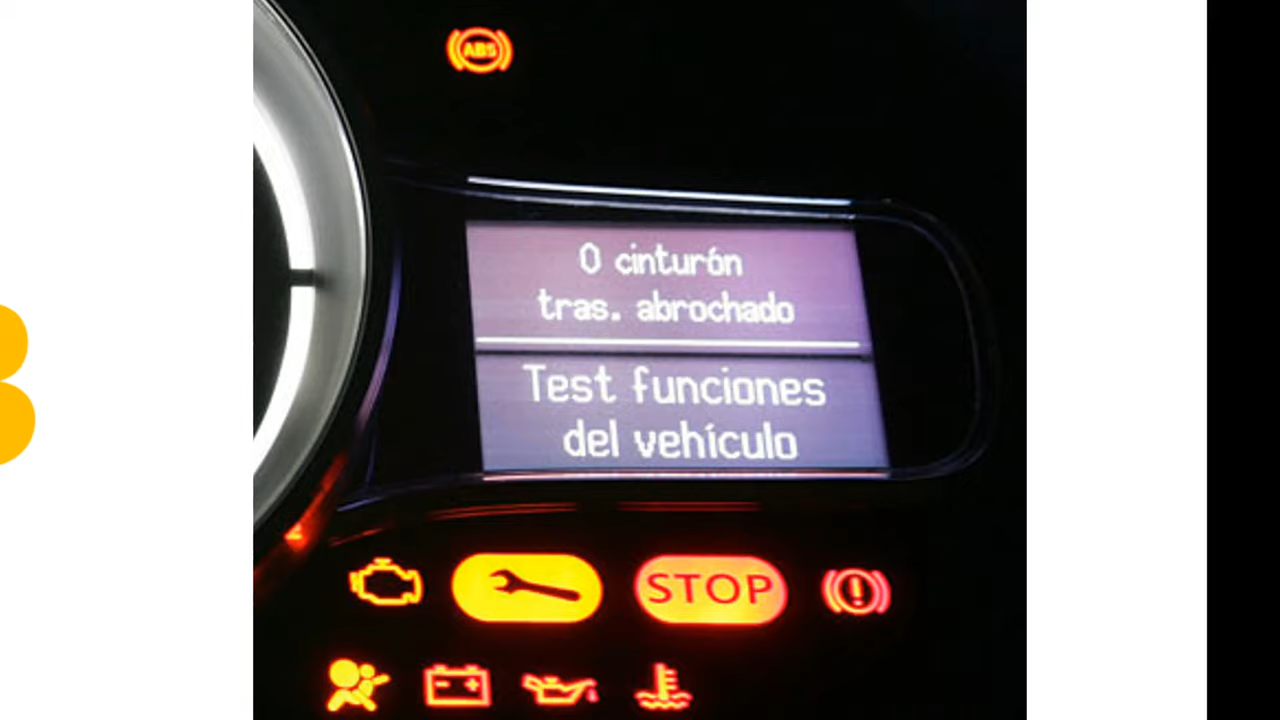 ABS
0 cinturón
tras. abrochado
Test funciones
del vehículo
STOP